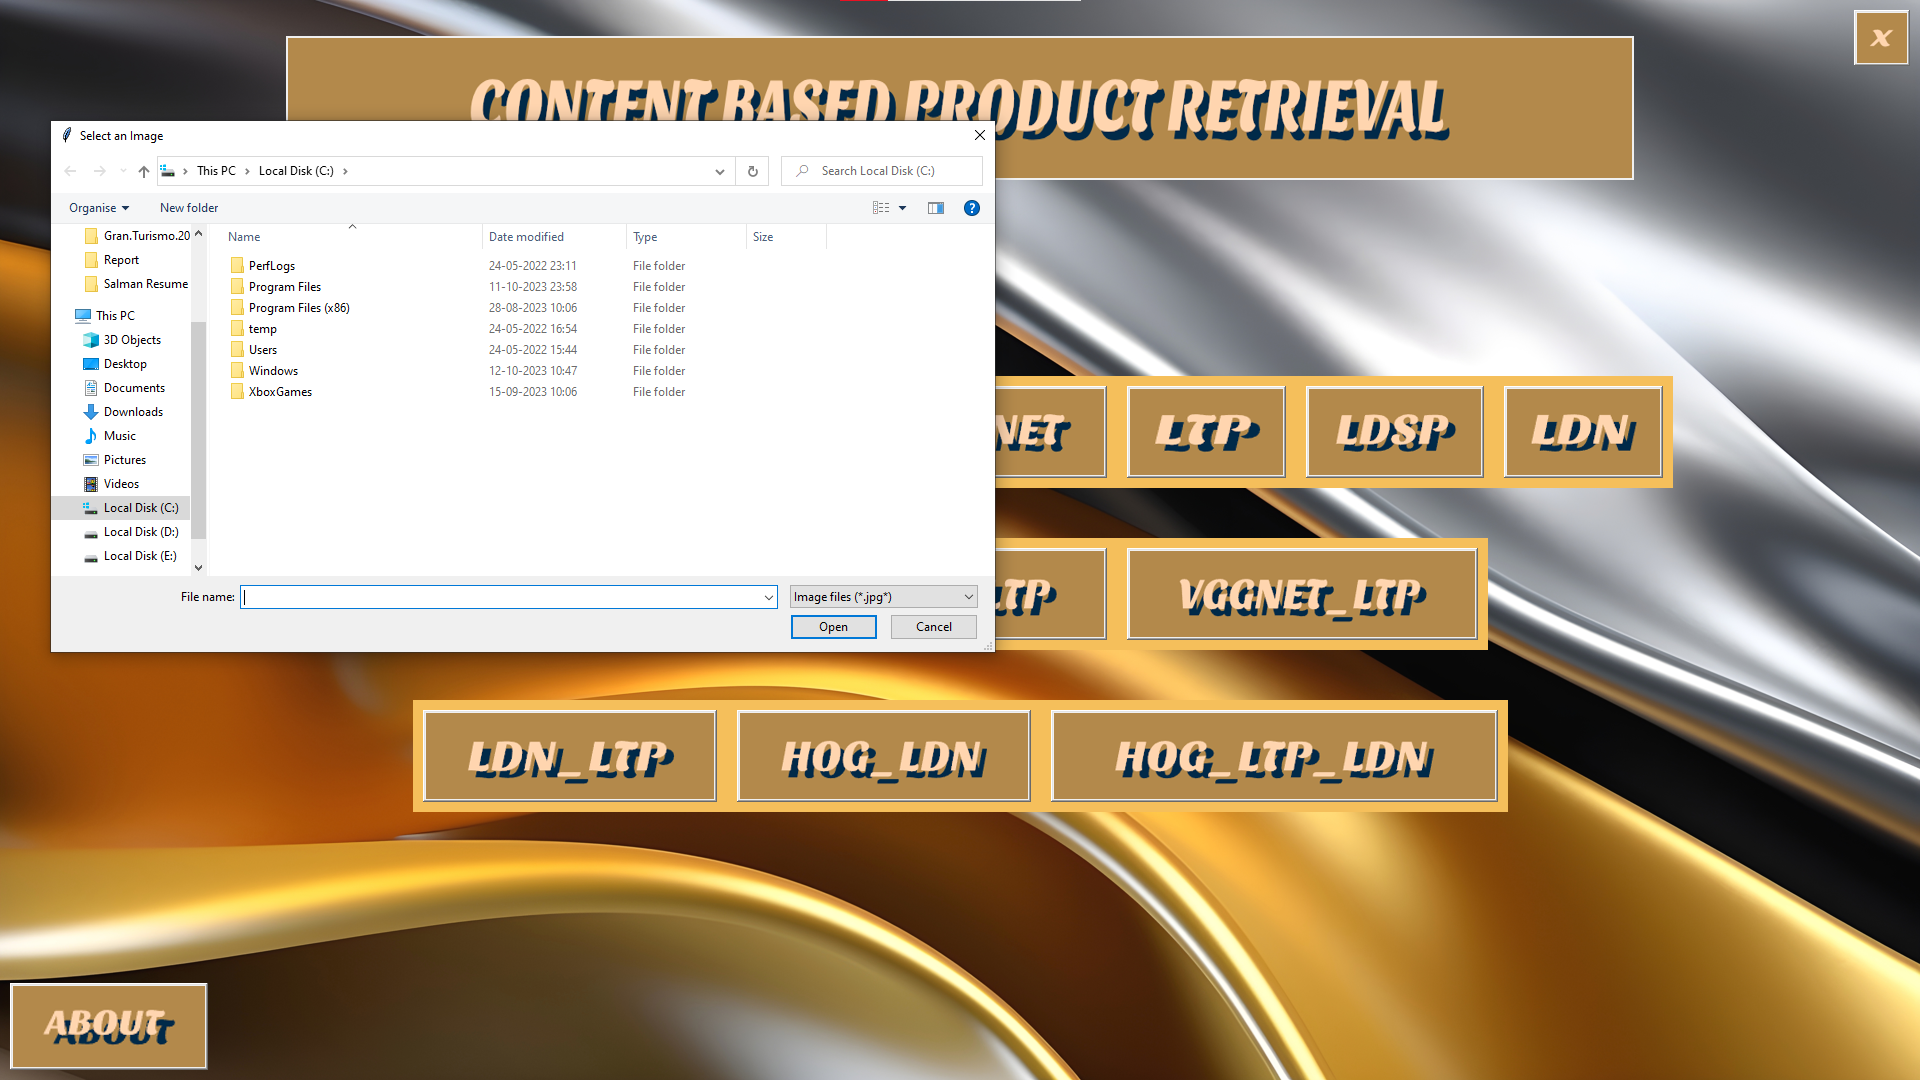 CONTENT BASED PRODUCT RETRIEVAL
x
Select an Image
This PC
Local Disk (C:)
Search Local Disk (C:)
Organise
New folder
?
Name
Date modified
Type
Size
Gran.Turismo.20
Report
Salman Resume
This PC
3D Objects
Desktop
Documents
Downloads
Music
Pictures
Videos
Local Disk (C:)
Local Disk (D:)
Local Disk (E:)
PerfLogs 24-05-2022 23:11 File folder
Program Files 11-10-2023 23:58 File folder
Program Files (x86) 28-08-2023 10:06 File folder
temp 24-05-2022 16:54 File folder
Users 24-05-2022 15:44 File folder
Windows 12-10-2023 10:47 File folder
XboxGames 15-09-2023 10:06 File folder
File name:
Image files (*.jpg*)
Open
Cancel
NET
LTP
LDSP
LDN
LTP
VGGNET_LTP
LDN_LTP
HOG_LDN
HOG_LTP_LDN
ABOUT